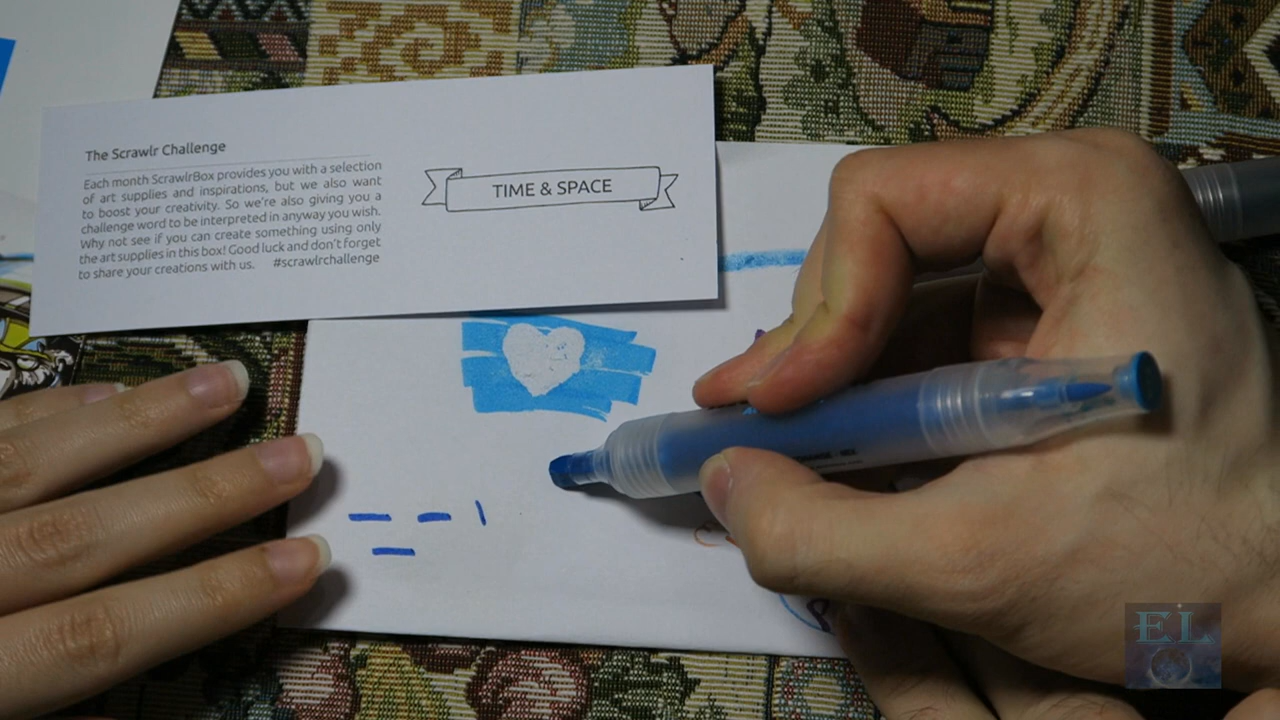 The Scrawlr Challenge
Each month ScrawlrBox provides you with a selection
of art supplies and inspirations, but we also want
to boost your creativity. So we're also giving you a
challenge word to be interpreted in anyway you wish.
Why not see if you can create something using only
the art supplies in this box! Good luck and don't forget
to share your creations with us. #scrawlrchallenge
TIME & SPACE
EL